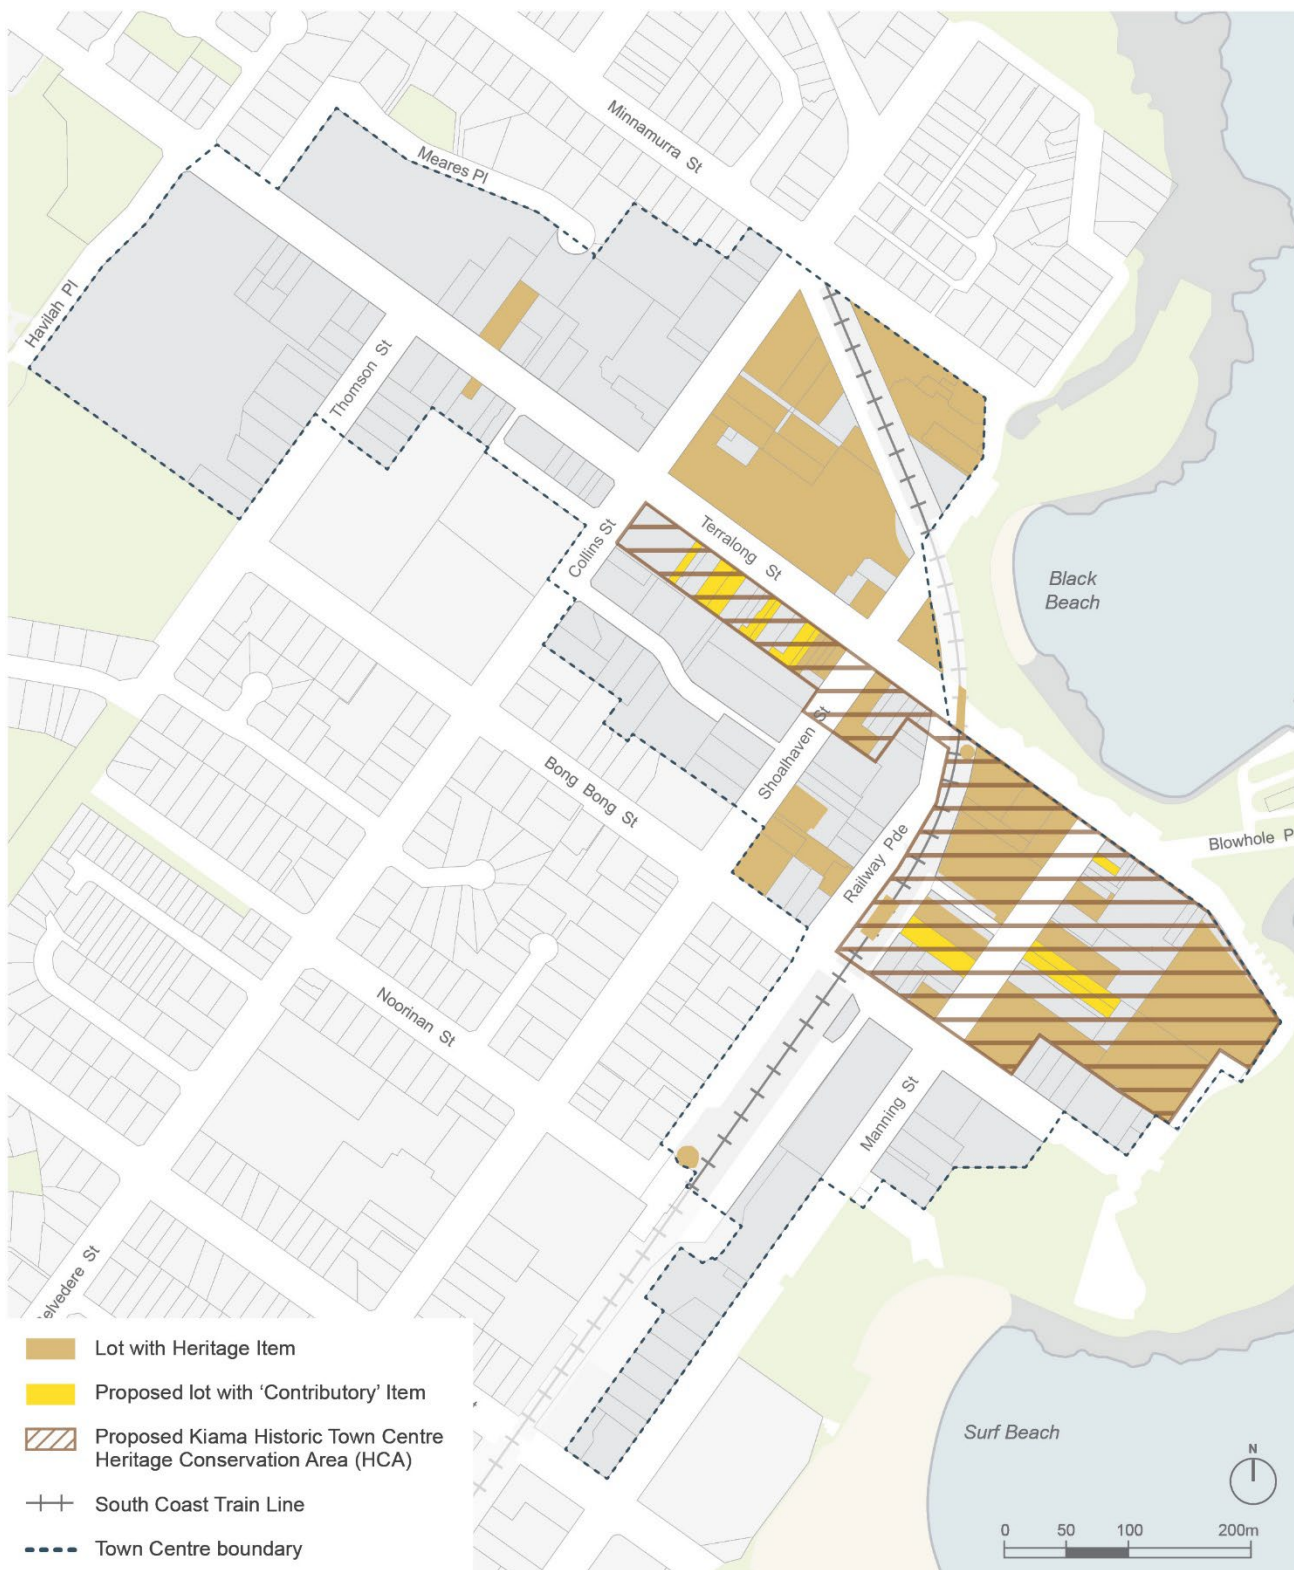 Minnamurra St
Meares Pl
Havilah Pl
Thomson St
Terralong St
Collins St
Black
Beach
Shoalhaven St
Bong Bong St
Railway Pde
Blowhole P
Noorinan St
Manning St
elvedere St
Surf Beach
Lot with Heritage Item
Proposed lot with ‘Contributory’ Item
Proposed Kiama Historic Town Centre
Heritage Conservation Area (HCA)
South Coast Train Line
Town Centre boundary
N
0 50 100 200m